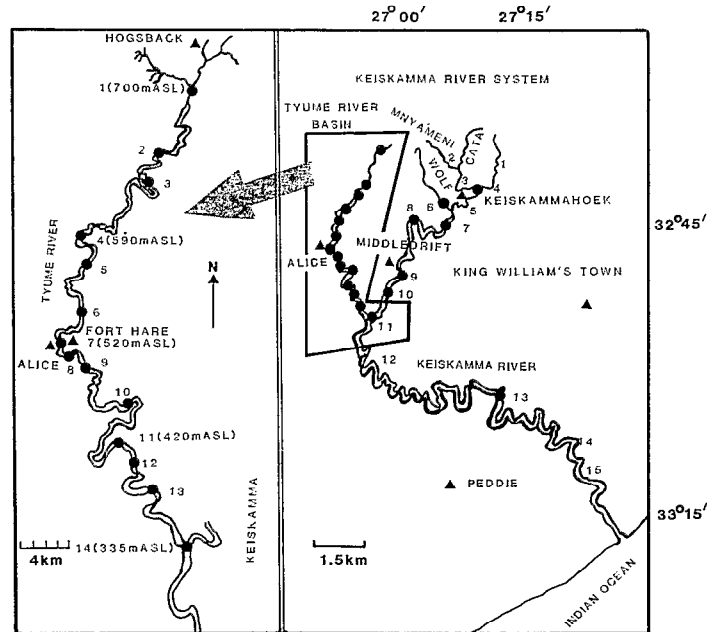 27°00′ 27°15′
HOGSBACK
1(700mASL)
2
3
4(590mASL)
5
TYUME RIVER
N
6
FORT HARE
7(520mASL)
ALICE
8
9
10
11(420mASL)
12
13
14(335mASL)
4km
KEISKAMMA
KEISKAMMA RIVER SYSTEM
TYUME RIVER
BASIN
MNYAMENI
CATA
WOLF
2
1
3
4
KEISKAMMAHOEK
5
6
7
8
32°45′
ALICE
MIDDLEDRIFT
9
KING WILLIAM'S TOWN
10
11
12
KEISKAMMA RIVER
13
14
15
PEDDIE
33°15′
1.5km
INDIAN OCEAN